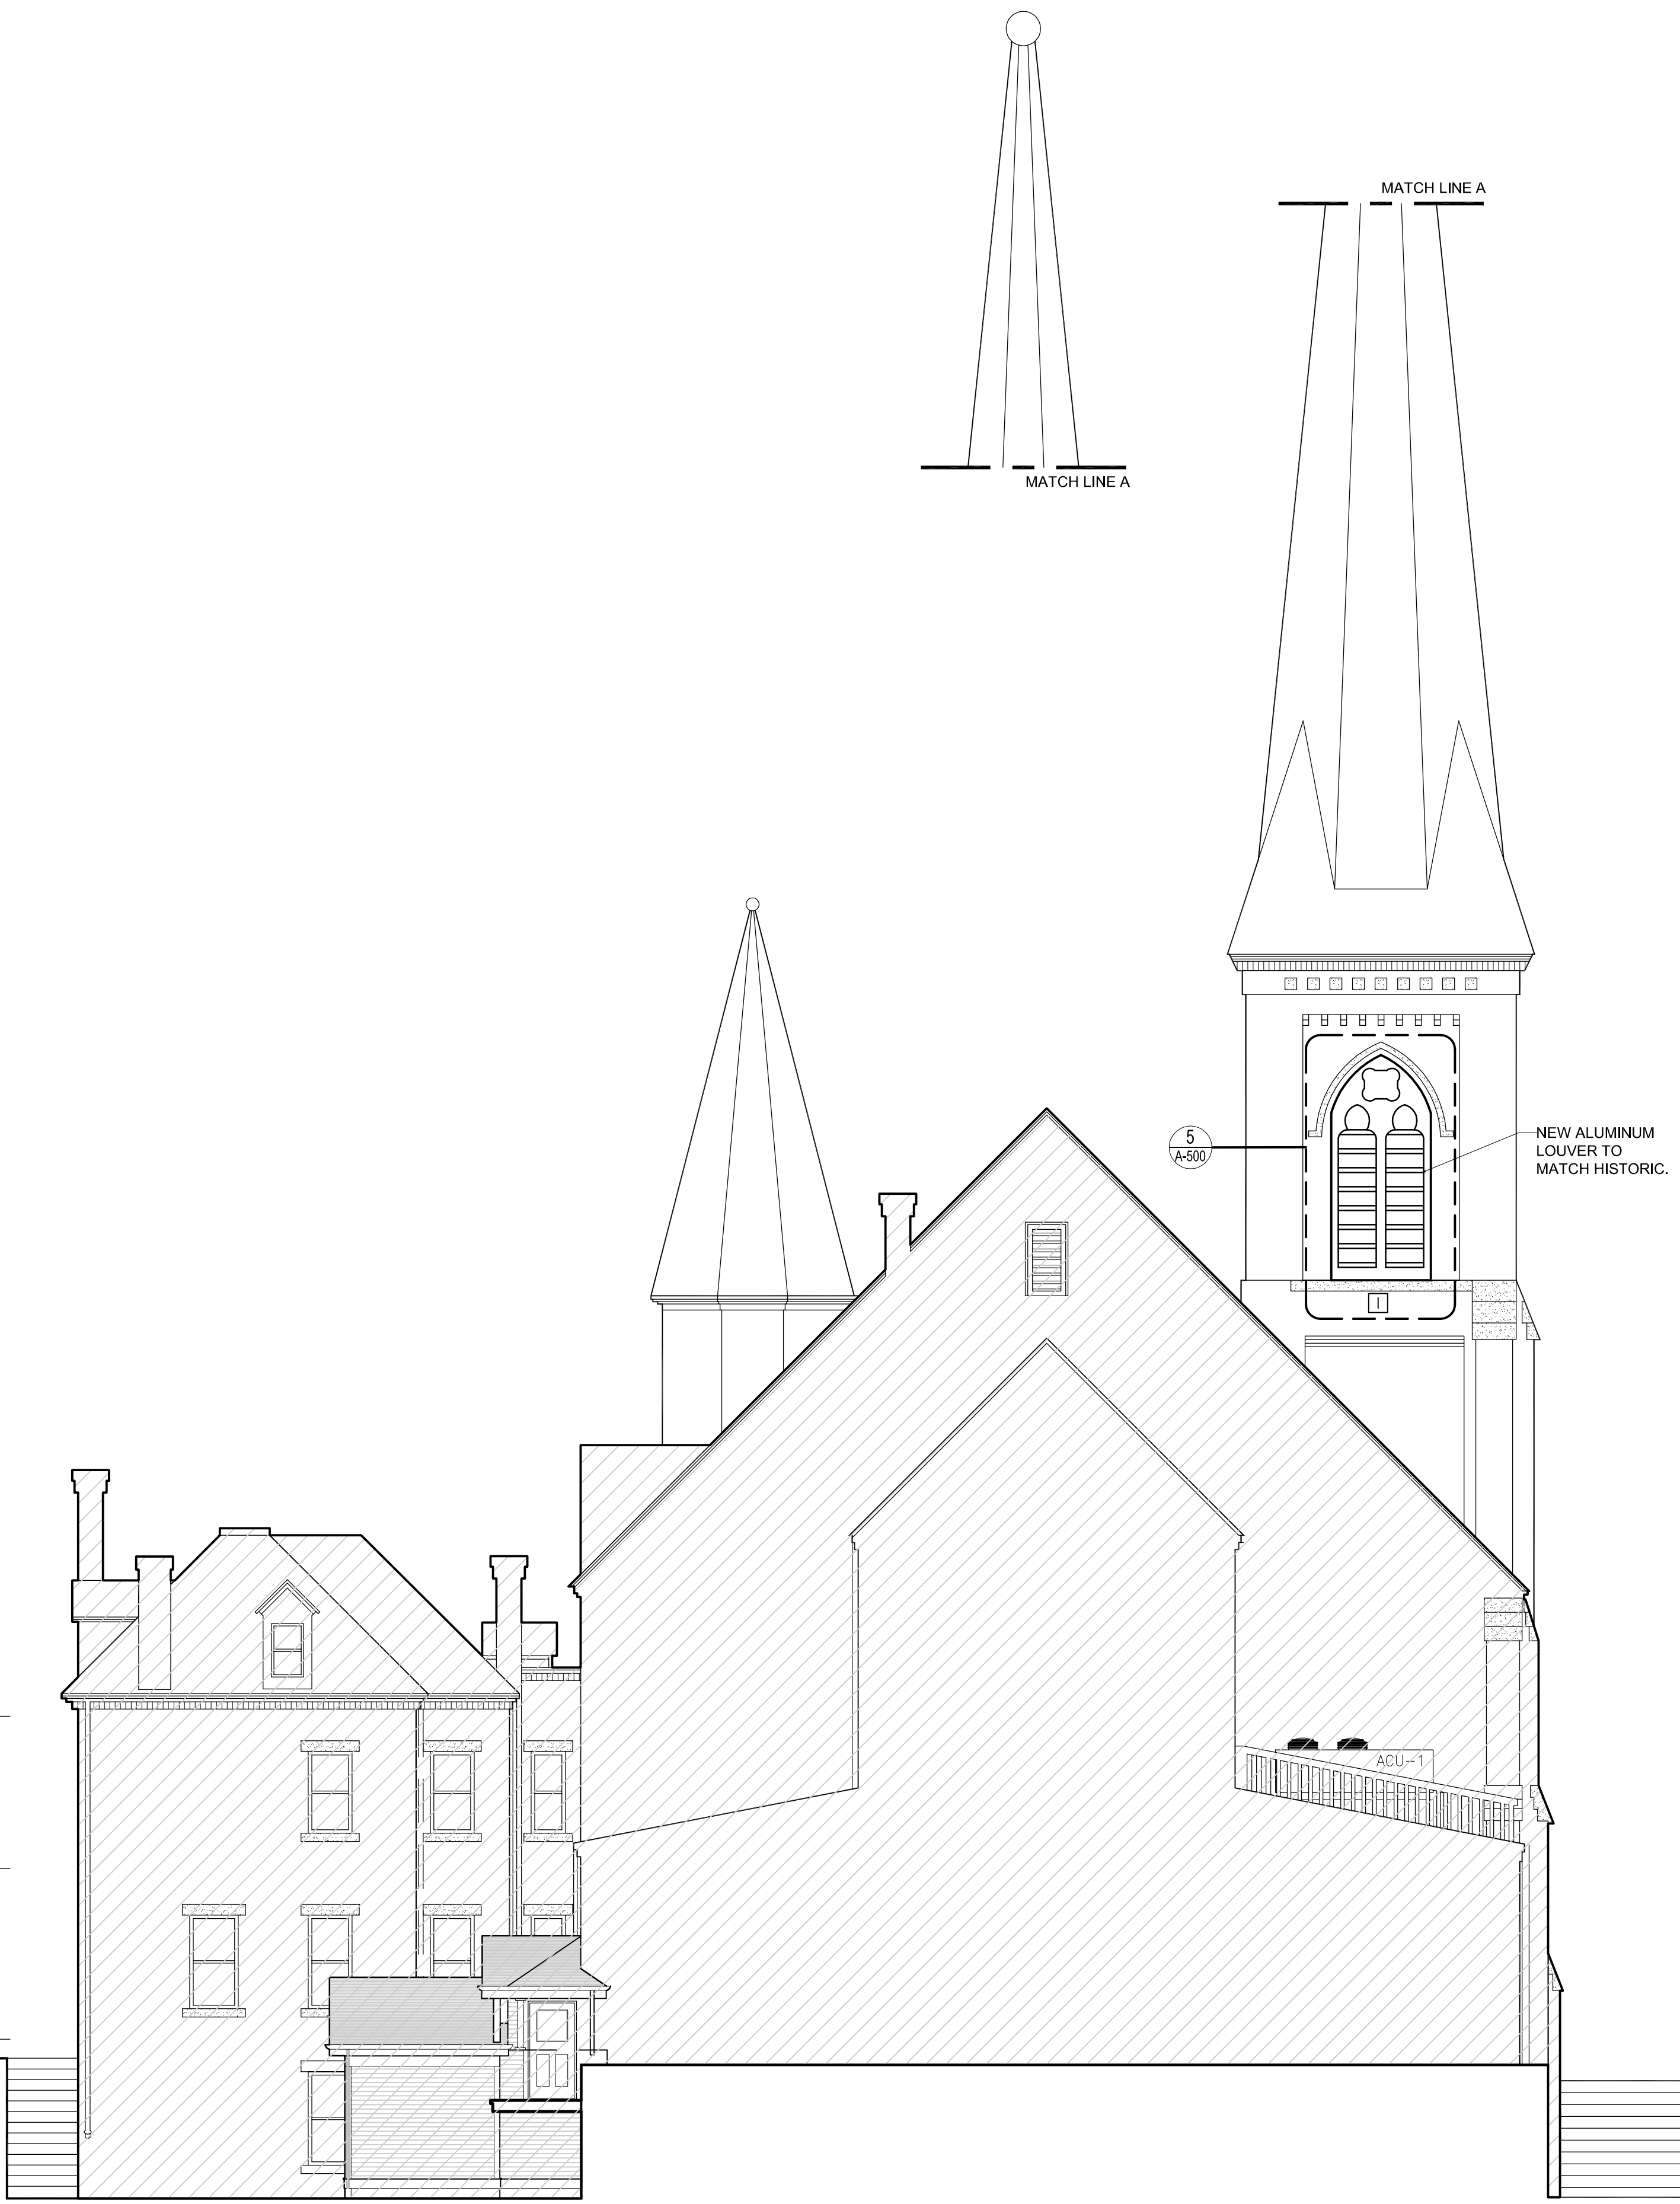 MATCH LINE A
MATCH LINE A
5
A-500
NEW ALUMINUM
LOUVER TO
MATCH HISTORIC.
I
ACU-1